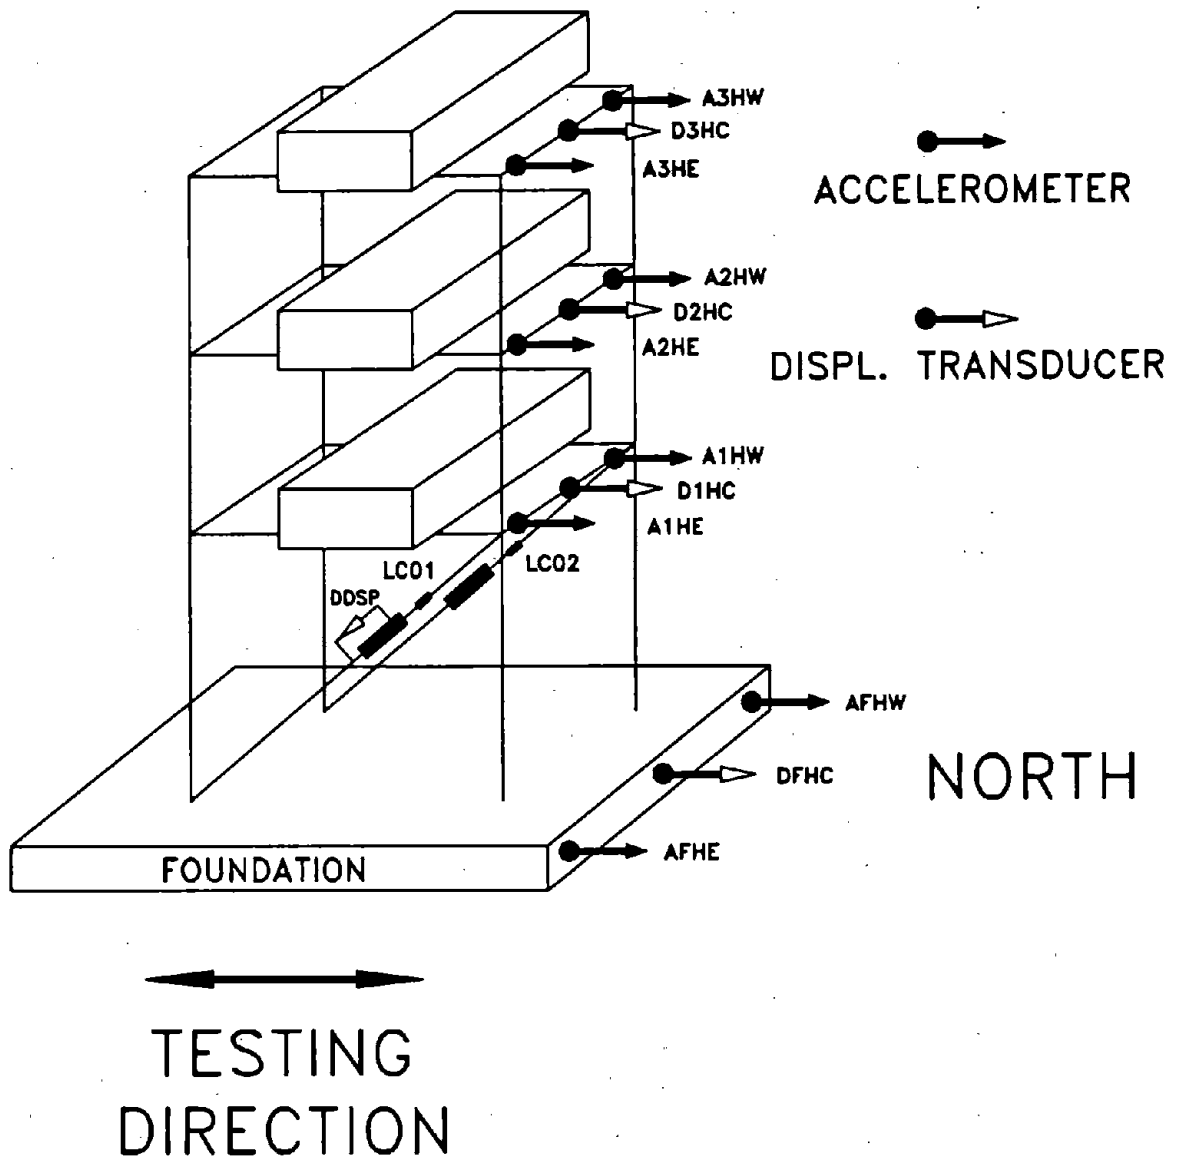 A3HW
D3HC
A3HE
ACCELEROMETER
A2HW
D2HC
A2HE
DISPL. TRANSDUCER
A1HW
D1HC
A1HE
LC02
LC01
DDSP
AFHW
DFHC
NORTH
AFHE
FOUNDATION
TESTING
DIRECTION